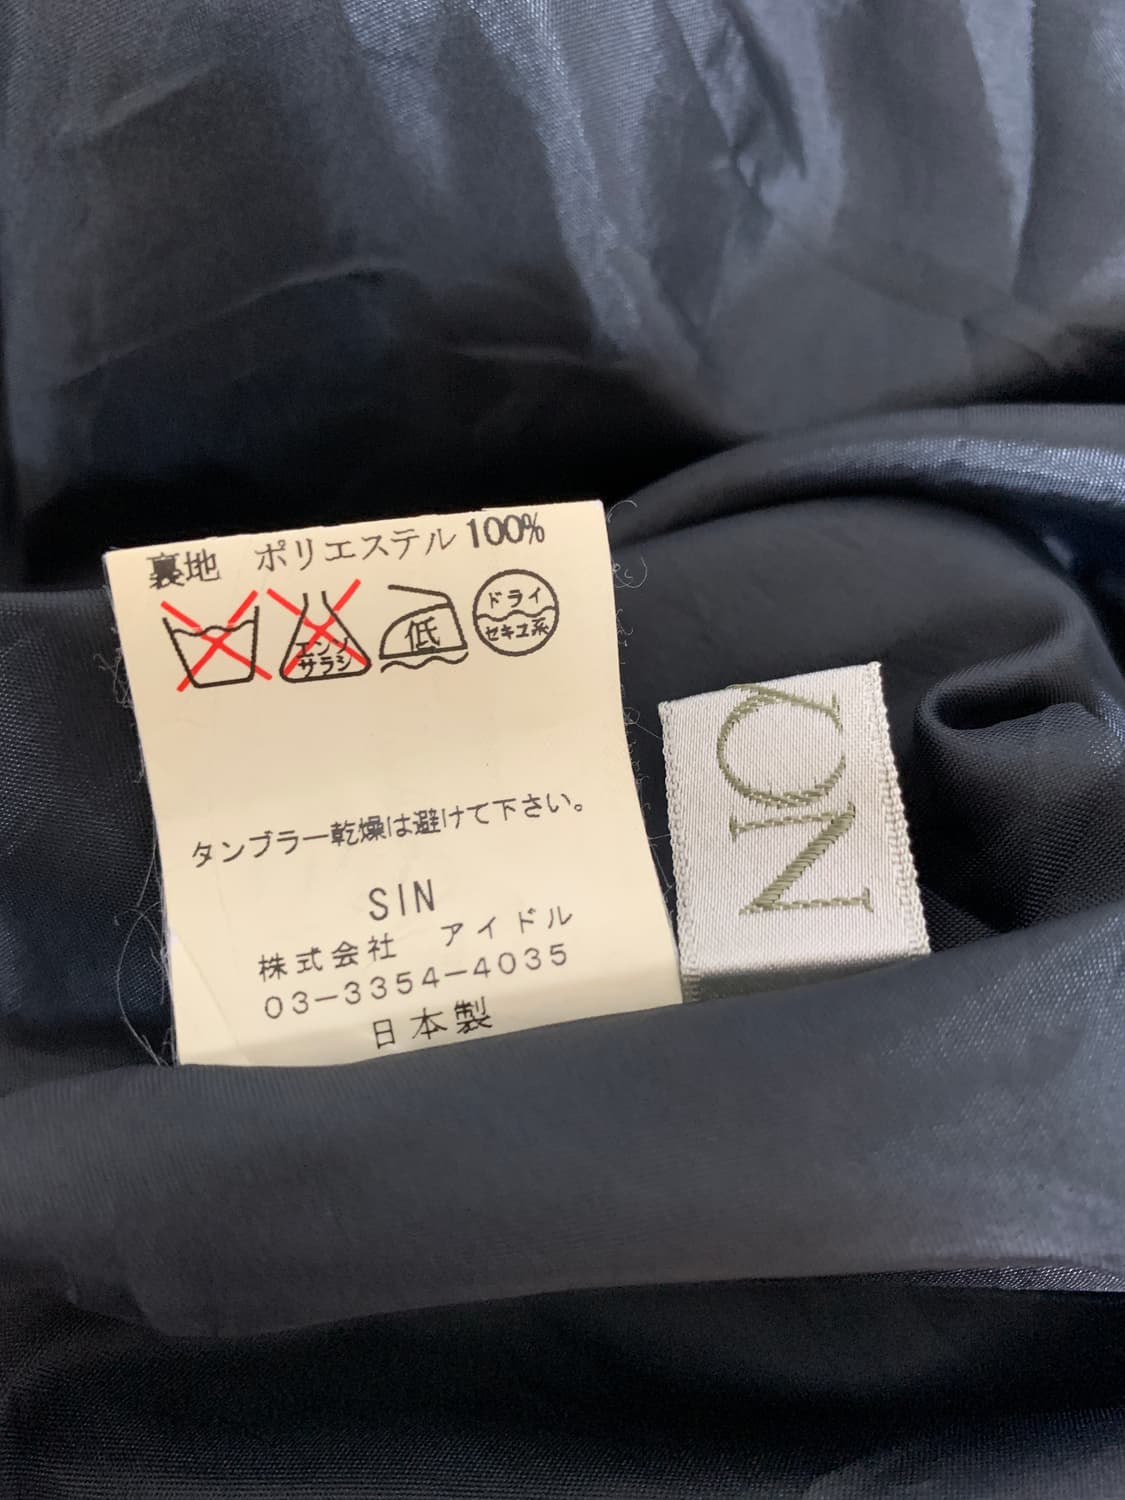 裏地 ポリエステル100%
エンソ
サラシ
低
ドライ
セキユ系
タンブラー乾燥は避けて下さい。
SIN
株式会社 アイドル
03-3354-4035
日本製
NO